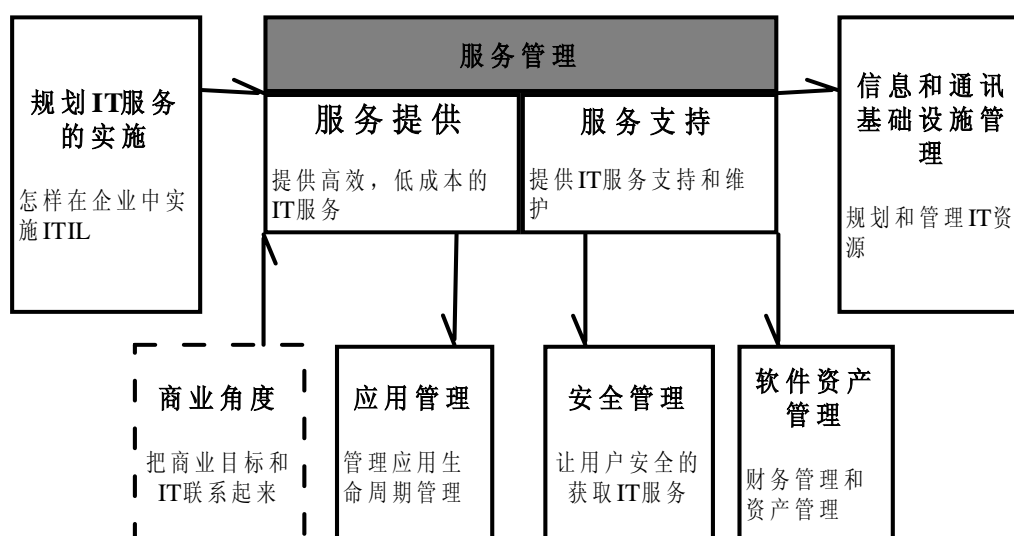 服务管理
规划IT服务
的实施
怎样在企业中实
施ITIL
服务提供
提供高效，低成本的
IT服务
服务支持
提供IT服务支持和维
护
信息和通讯
基础设施管
理
规划和管理IT资
源
商业角度
把商业目标和
IT联系起来
应用管理
管理应用生
命周期管理
安全管理
让用户安全的
获取IT服务
软件资产
管理
财务管理和
资产管理